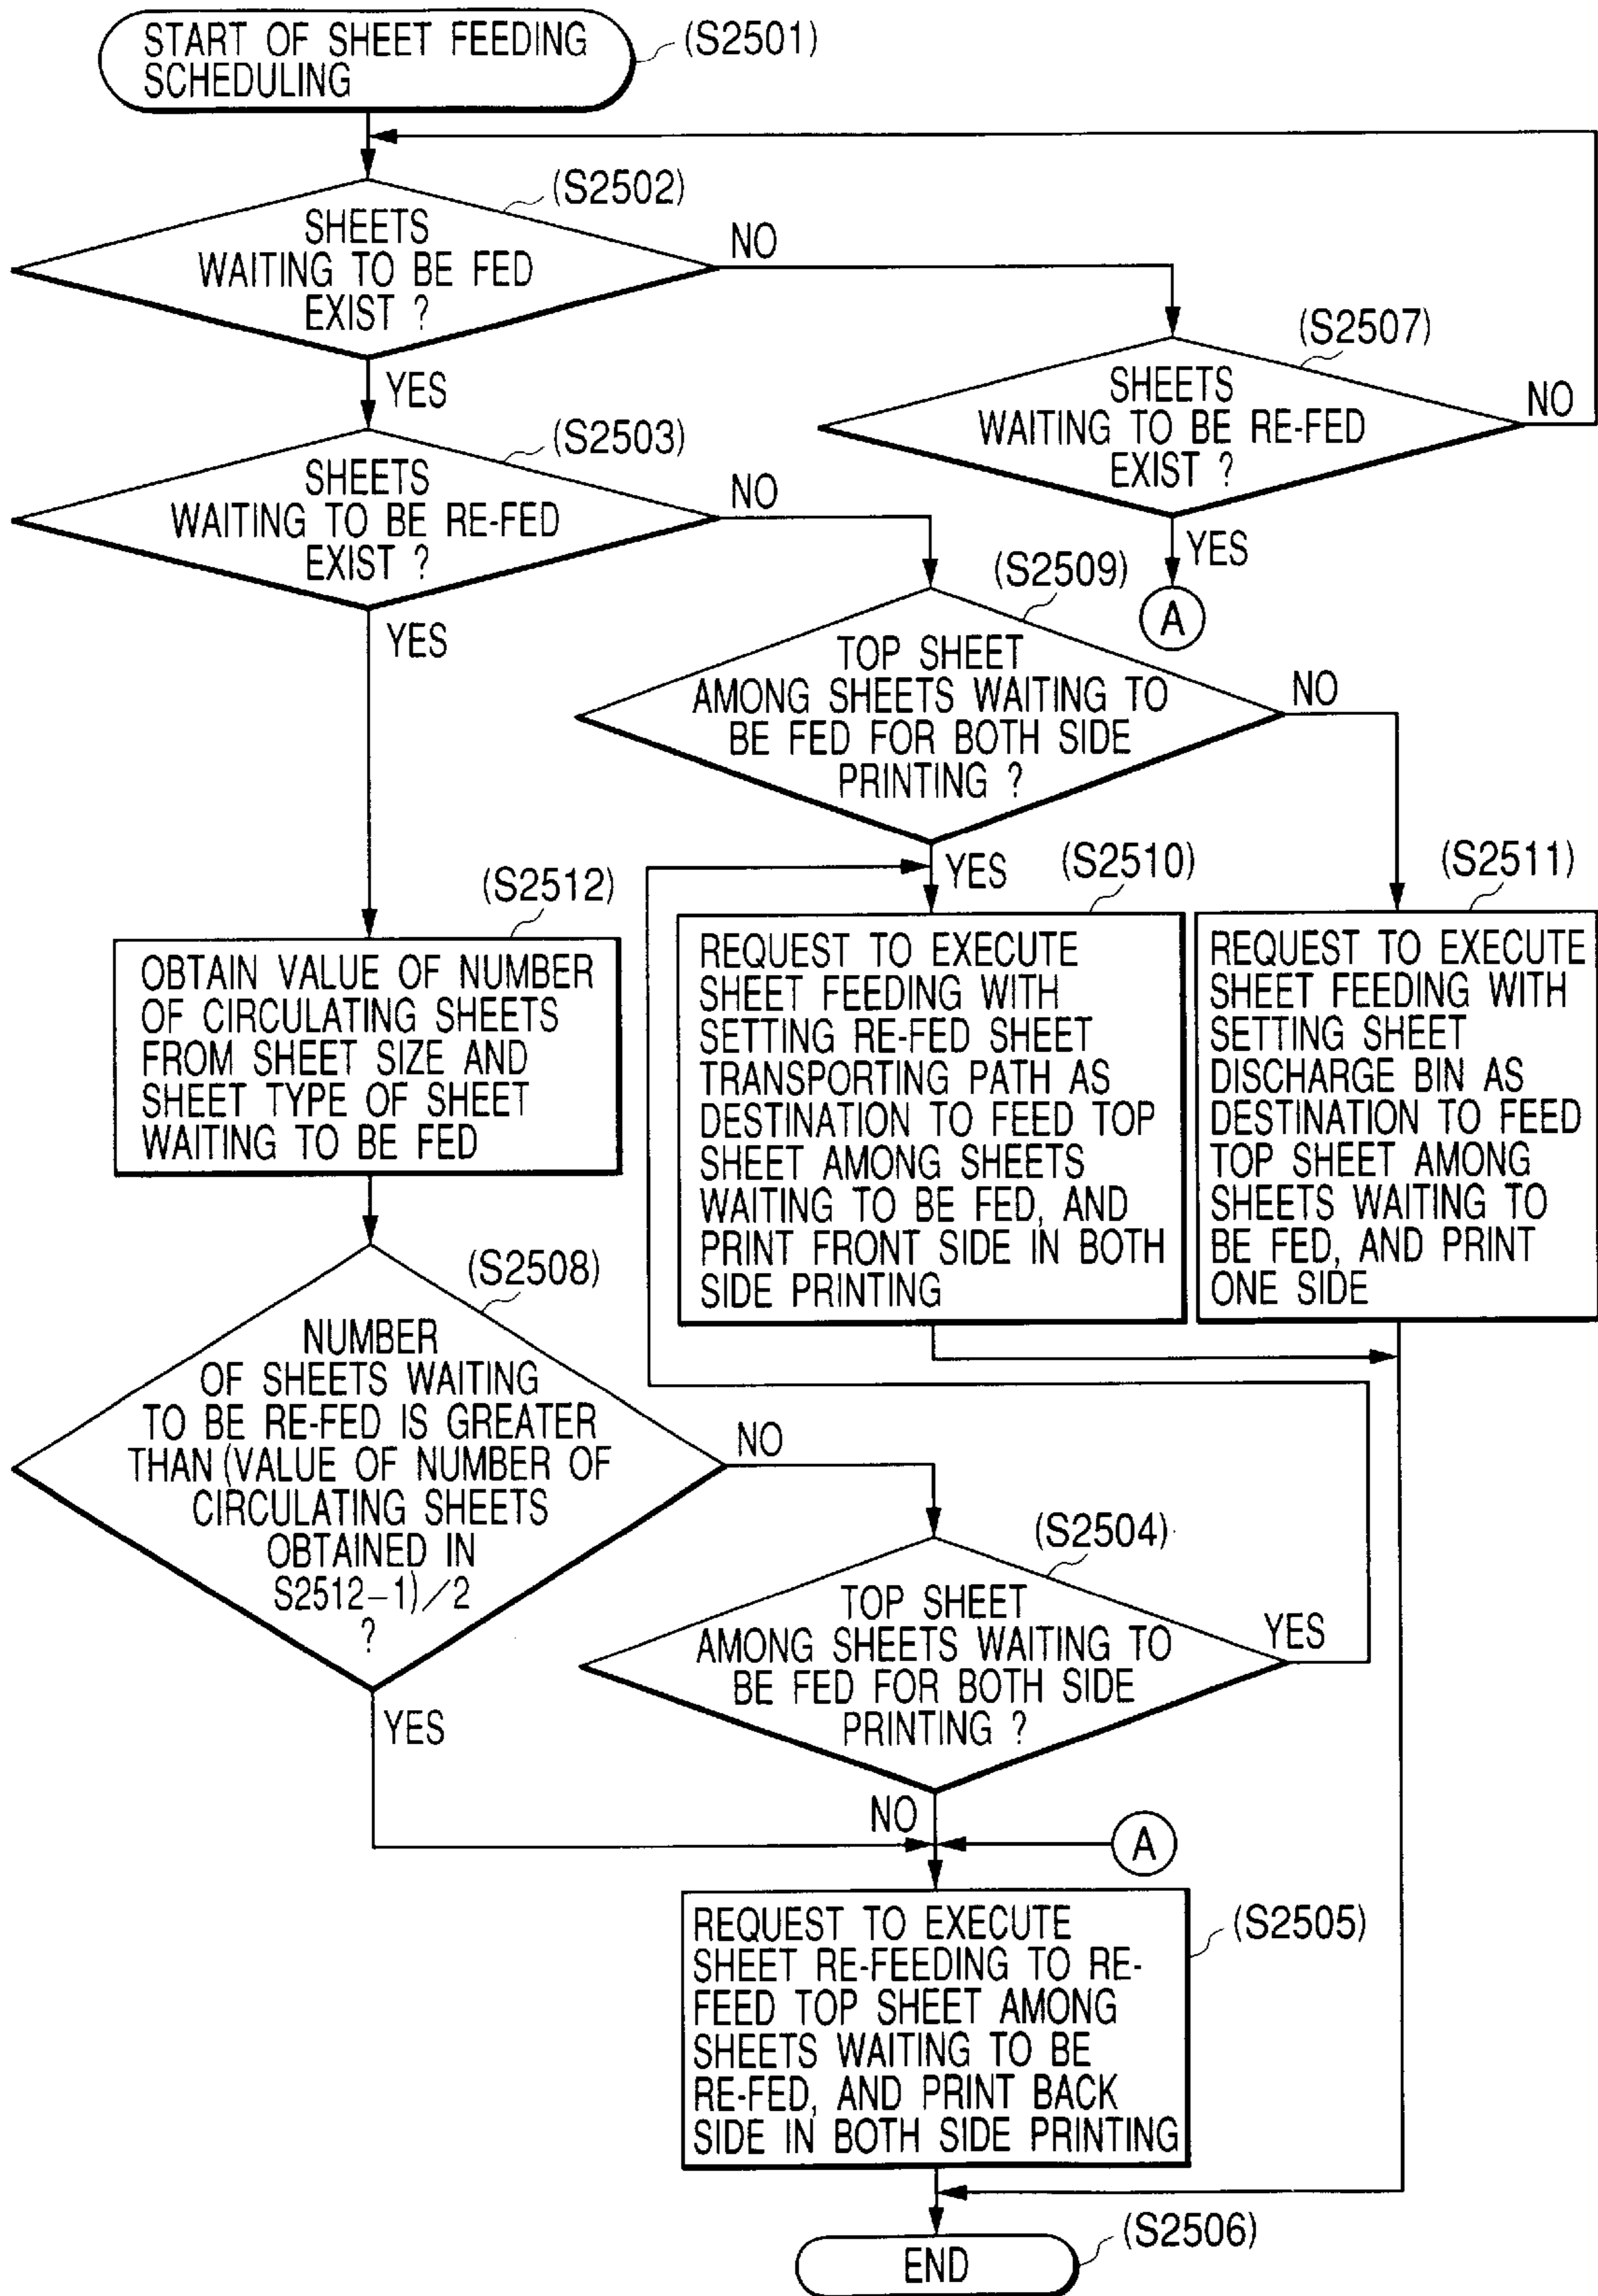 START OF SHEET FEEDING
SCHEDULING
(S2501)
(S2502)
SHEETS
WAITING TO BE FED
EXIST ?
NO
YES
(S2507)
SHEETS
WAITING TO BE RE-FED
EXIST ?
NO
YES
A
(S2503)
SHEETS
WAITING TO BE RE-FED
EXIST ?
NO
YES
(S2509)
TOP SHEET
AMONG SHEETS WAITING TO
BE FED FOR BOTH SIDE
PRINTING ?
NO
YES
(S2512)
OBTAIN VALUE OF NUMBER
OF CIRCULATING SHEETS
FROM SHEET SIZE AND
SHEET TYPE OF SHEET
WAITING TO BE FED
(S2510)
REQUEST TO EXECUTE
SHEET FEEDING WITH
SETTING RE-FED SHEET
TRANSPORTING PATH AS
DESTINATION TO FEED TOP
SHEET AMONG SHEETS
WAITING TO BE FED, AND
PRINT FRONT SIDE IN BOTH
SIDE PRINTING
(S2511)
REQUEST TO EXECUTE
SHEET FEEDING WITH
SETTING SHEET
DISCHARGE BIN AS
DESTINATION TO FEED
TOP SHEET AMONG
SHEETS WAITING TO
BE FED, AND PRINT
ONE SIDE
(S2508)
NUMBER
OF SHEETS WAITING
TO BE RE-FED IS GREATER
THAN (VALUE OF NUMBER OF
CIRCULATING SHEETS
OBTAINED IN
S2512-1)/2
?
NO
YES
(S2504)
TOP SHEET
AMONG SHEETS WAITING TO
BE FED FOR BOTH SIDE
PRINTING ?
YES
NO
A
(S2505)
REQUEST TO EXECUTE
SHEET RE-FEEDING TO RE-
FEED TOP SHEET AMONG
SHEETS WAITING TO BE
RE-FED, AND PRINT BACK
SIDE IN BOTH SIDE PRINTING
(S2506)
END